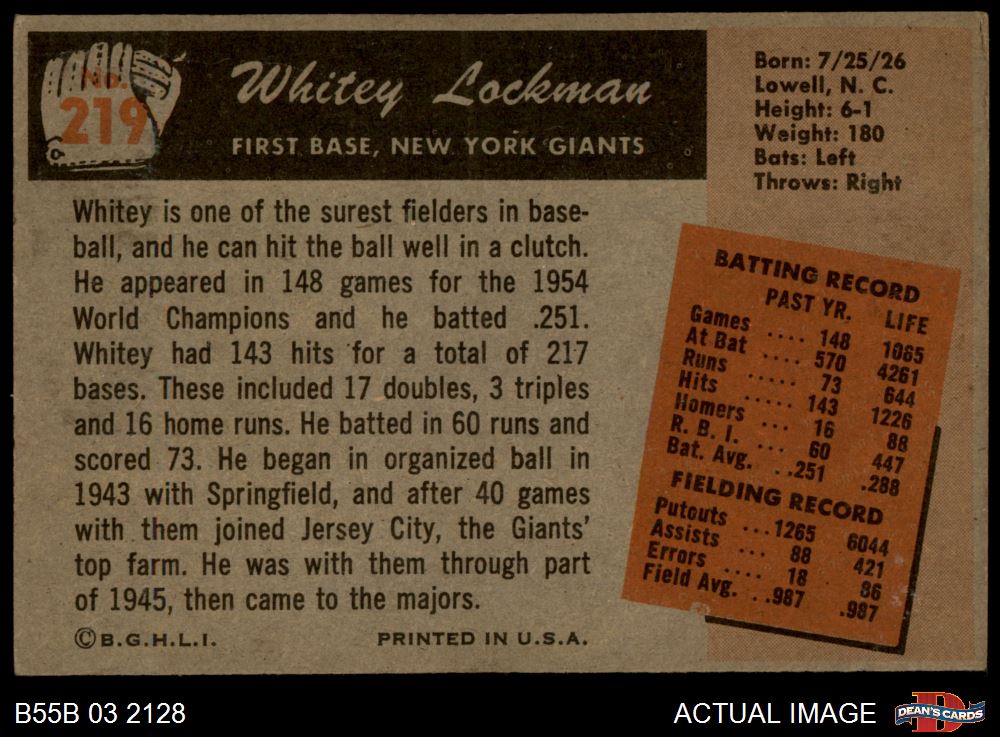 No.
219
Whitey Lockman
FIRST BASE, NEW YORK GIANTS
Born: 7/25/26
Lowell, N. C.
Height: 6-1
Weight: 180
Bats: Left
Throws: Right
Whitey is one of the surest fielders in base-
ball, and he can hit the ball well in a clutch.
He appeared in 148 games for the 1954
World Champions and he batted .251.
Whitey had 143 hits for a total of 217
bases. These included 17 doubles, 3 triples
and 16 home runs. He batted in 60 runs and
scored 73. He began in organized ball in
1943 with Springfield, and after 40 games
with them joined Jersey City, the Giants'
top farm. He was with them through part
of 1945, then came to the majors.
BATTING RECORD
PAST YR. LIFE
Games .... 148 1065
At Bat .... 570 4261
Runs ..... 73 644
Hits ..... 143 1226
Homers ... 16 88
R. B. I. ... 60 447
Bat. Avg. ..251 .288
FIELDING RECORD
Putouts ...1265 6044
Assists ... 88 421
Errors .... 18 86
Field Avg. ..987 .987
©B.G.H.L.I. PRINTED IN U.S.A.
B55B 03 2128 ACTUAL IMAGE DEAN'S CARDS